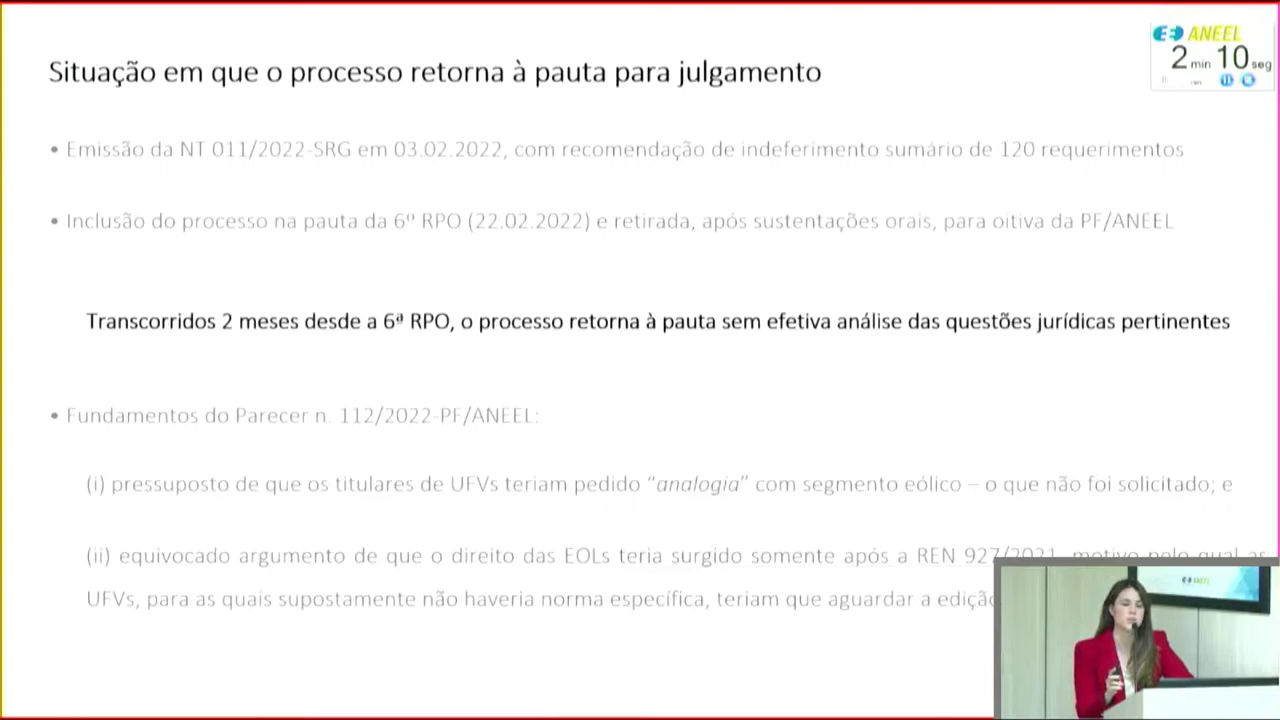 ANEEL
2 min 10 seg
Situação em que o processo retorna à pauta para julgamento
• Emissão da NT 011/2022-SRG em 03.02.2022, com recomendação de indeferimento sumário de 120 requerimentos
• Inclusão do processo na pauta da 6ª RPO (22.02.2022) e retirada, após sustentações orais, para oitiva da PF/ANEEL
Transcorridos 2 meses desde a 6ª RPO, o processo retorna à pauta sem efetiva análise das questões jurídicas pertinentes
• Fundamentos do Parecer n. 112/2022-PF/ANEEL:
(i) pressuposto de que os titulares de UFVs teriam pedido “analogia” com segmento eólico – o que não foi solicitado; e
(ii) equivocado argumento de que o direito das EOLs teria surgido somente após a REN 927/2021, motivo pelo qual as
UFVs, para as quais supostamente não haveria norma específica, teriam que aguardar a
ANEEL